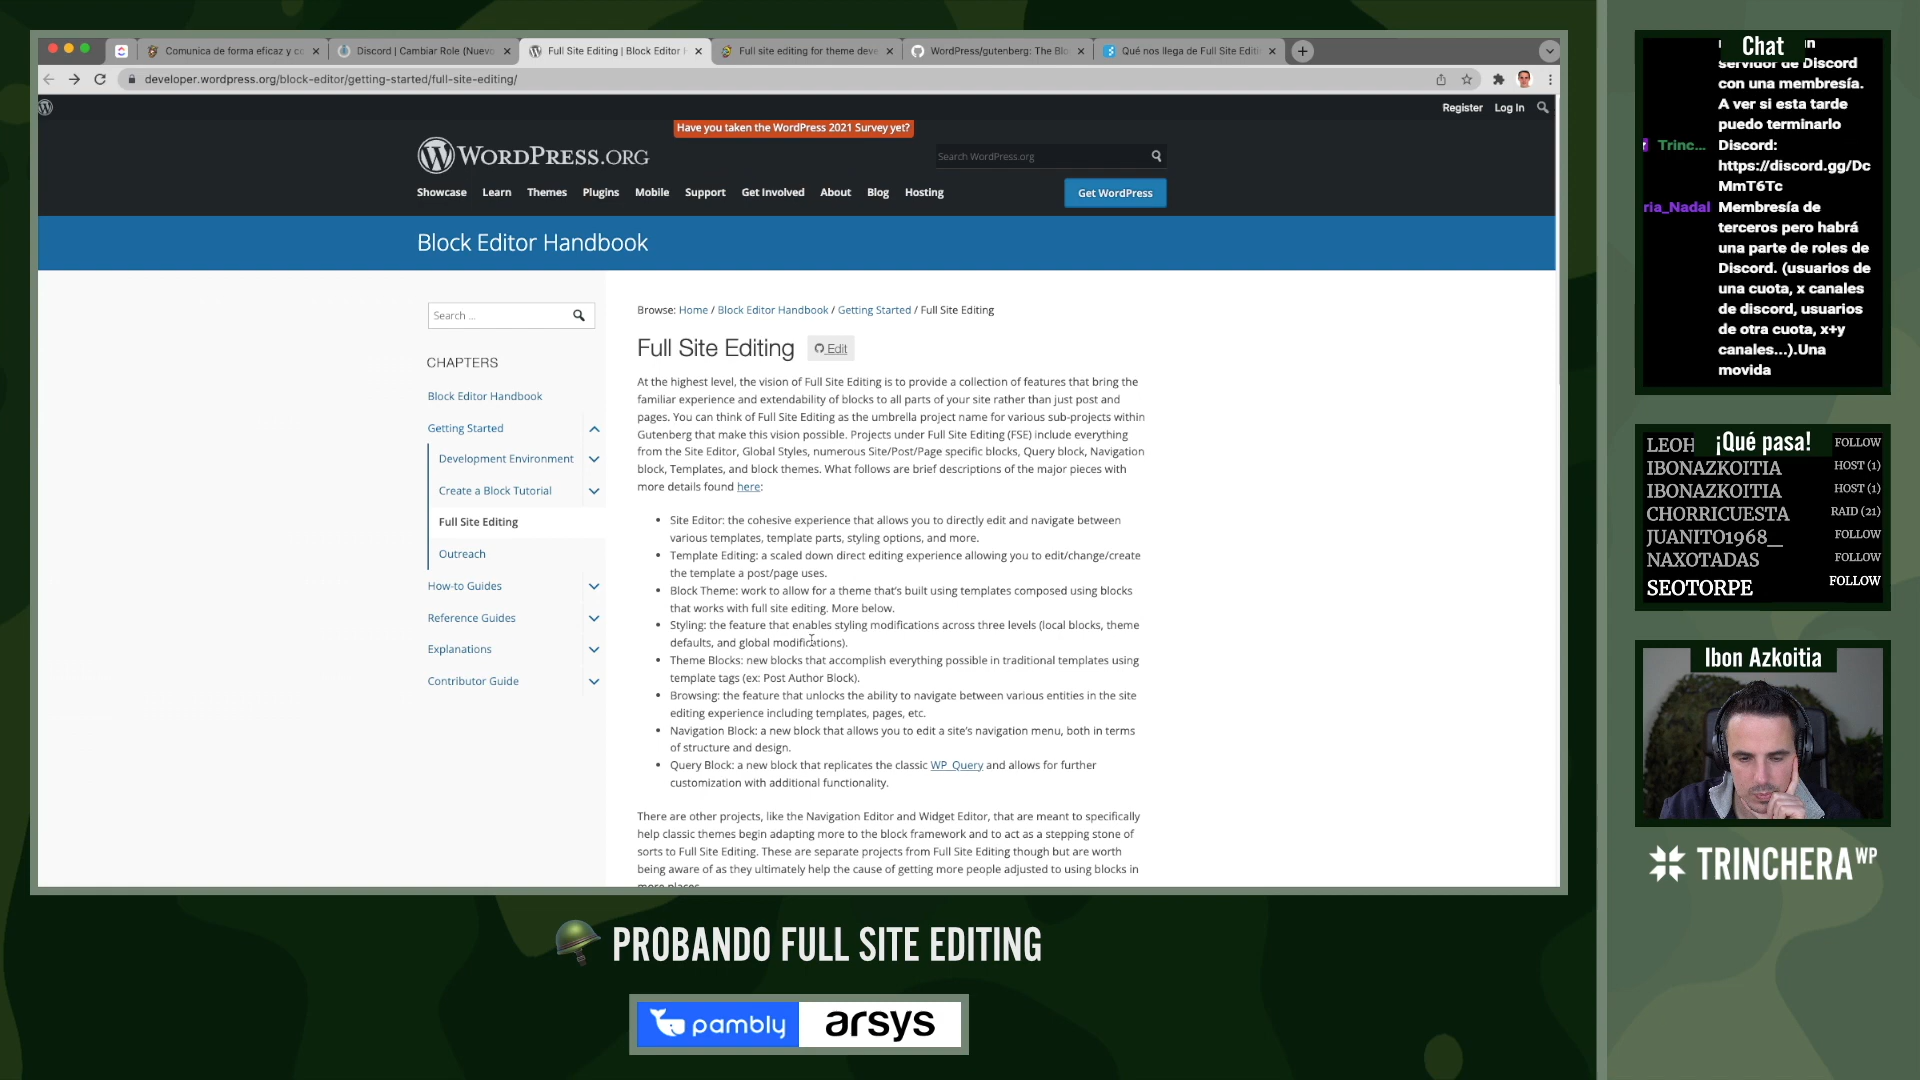 Comunica de forma eficaz y co
Discord | Cambiar Role (Nuevo
Full Site Editing | Block Editor
Full site editing for theme deve
WordPress/gutenberg: The Blo
Qué nos llega de Full Site Editi
developer.wordpress.org/block-editor/getting-started/full-site-editing/
Register Log In
Have you taken the WordPress 2021 Survey yet?
WORDPRESS.ORG
Search WordPress.org
Showcase Learn Themes Plugins Mobile Support Get Involved About Blog Hosting
Get WordPress
Block Editor Handbook
Search ...
CHAPTERS
Block Editor Handbook
Getting Started
Development Environment
Create a Block Tutorial
Full Site Editing
Outreach
How-to Guides
Reference Guides
Explanations
Contributor Guide
Browse: Home / Block Editor Handbook / Getting Started / Full Site Editing
Full Site Editing Edit
At the highest level, the vision of Full Site Editing is to provide a collection of features that bring the
familiar experience and extendability of blocks to all parts of your site rather than just post and
pages. You can think of Full Site Editing as the umbrella project name for various sub-projects within
Gutenberg that make this vision possible. Projects under Full Site Editing (FSE) include everything
from the Site Editor, Global Styles, numerous Site/Post/Page specific blocks, Query block, Navigation
block, Templates, and block themes. What follows are brief descriptions of the major pieces with
more details found here:
• Site Editor: the cohesive experience that allows you to directly edit and navigate between
various templates, template parts, styling options, and more.
• Template Editing: a scaled down direct editing experience allowing you to edit/change/create
the template a post/page uses.
• Block Theme: work to allow for a theme that's built using templates composed using blocks
that works with full site editing. More below.
• Styling: the feature that enables styling modifications across three levels (local blocks, theme
defaults, and global modifications).
• Theme Blocks: new blocks that accomplish everything possible in traditional templates using
template tags (ex: Post Author Block).
• Browsing: the feature that unlocks the ability to navigate between various entities in the site
editing experience including templates, pages, etc.
• Navigation Block: a new block that allows you to edit a site's navigation menu, both in terms
of structure and design.
• Query Block: a new block that replicates the classic WP_Query and allows for further
customization with additional functionality.
There are other projects, like the Navigation Editor and Widget Editor, that are meant to specifically
help classic themes begin adapting more to the block framework and to act as a stepping stone of
sorts to Full Site Editing. These are separate projects from Full Site Editing though but are worth
being aware of as they ultimately help the cause of getting more people adjusted to using blocks in
more places.
PROBANDO FULL SITE EDITING
pambly
arsys
Chat
servidor de Discord
con una membresía.
A ver si esta tarde
puedo terminarlo
Trinc... Discord:
https://discord.gg/Dc
MmT6Tc
ria_Nadal Membresía de
terceros pero habrá
una parte de roles de
Discord. (usuarios de
una cuota, x canales
de discord, usuarios
de otra cuota, x+y
canales...).Una
movida
¡Qué pasa!
LEOH FOLLOW
IBONAZKOITIA HOST (1)
IBONAZKOITIA HOST (1)
CHORRICUESTA RAID (21)
JUANITO1968_ FOLLOW
NAXOTADAS FOLLOW
SEOTORPE FOLLOW
Ibon Azkoitia
TRINCHERAWP